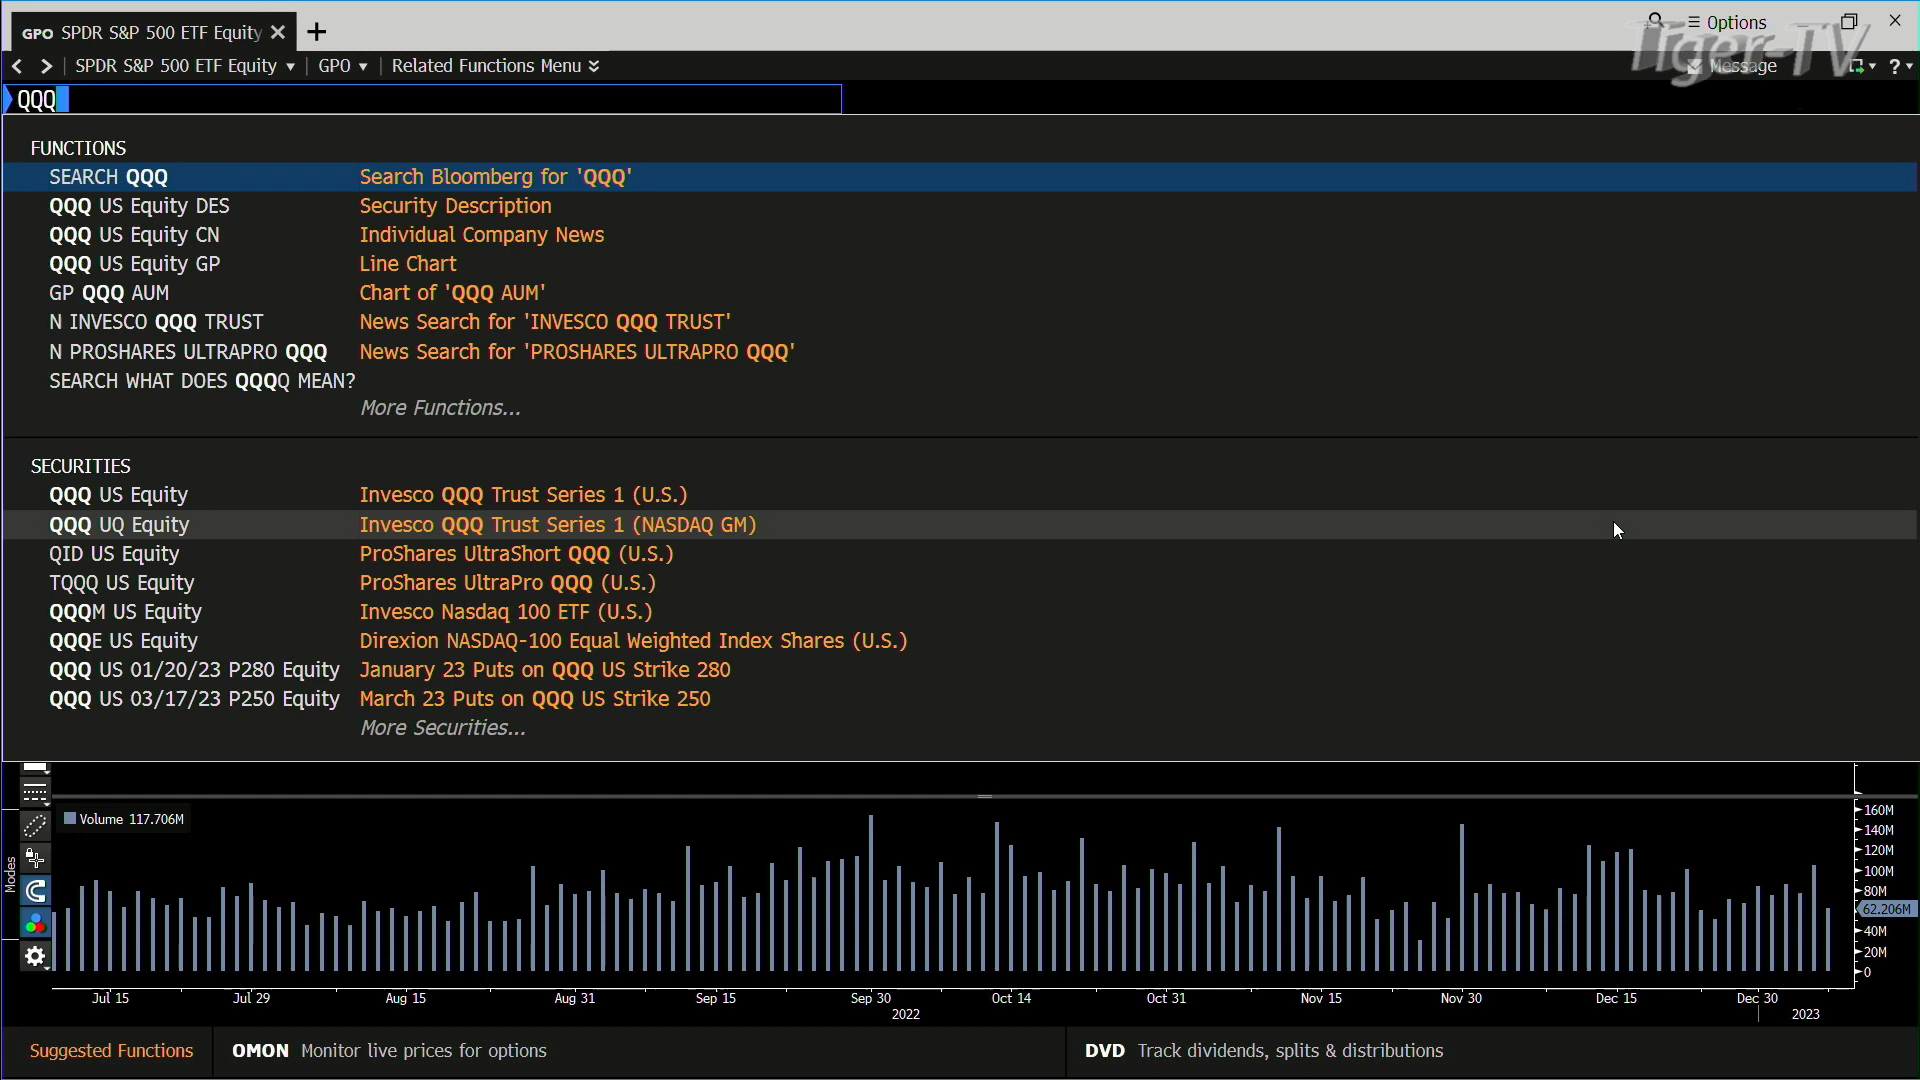 GPO SPDR S&P 500 ETF Equity
Options
Tiger-TV
SPDR S&P 500 ETF Equity GPO Related Functions Menu
Message
?
QQQ
FUNCTIONS
SEARCH QQQ Search Bloomberg for 'QQQ'
QQQ US Equity DES Security Description
QQQ US Equity CN Individual Company News
QQQ US Equity GP Line Chart
GP QQQ AUM Chart of 'QQQ AUM'
N INVESCO QQQ TRUST News Search for 'INVESCO QQQ TRUST'
N PROSHARES ULTRAPRO QQQ News Search for 'PROSHARES ULTRAPRO QQQ'
SEARCH WHAT DOES QQQQ MEAN?
More Functions...
SECURITIES
QQQ US Equity Invesco QQQ Trust Series 1 (U.S.)
QQQ UQ Equity Invesco QQQ Trust Series 1 (NASDAQ GM)
QID US Equity ProShares UltraShort QQQ (U.S.)
TQQQ US Equity ProShares UltraPro QQQ (U.S.)
QQQM US Equity Invesco Nasdaq 100 ETF (U.S.)
QQQE US Equity Direxion NASDAQ-100 Equal Weighted Index Shares (U.S.)
QQQ US 01/20/23 P280 Equity January 23 Puts on QQQ US Strike 280
QQQ US 03/17/23 P250 Equity March 23 Puts on QQQ US Strike 250
More Securities...
Modes
Volume 117.706M
160M
140M
120M
100M
80M
62.206M
40M
20M
0
Jul 15 Jul 29 Aug 15 Aug 31 Sep 15 Sep 30 Oct 14 Oct 31 Nov 15 Nov 30 Dec 15 Dec 30
2022 2023
Suggested Functions OMON Monitor live prices for options DVD Track dividends, splits & distributions